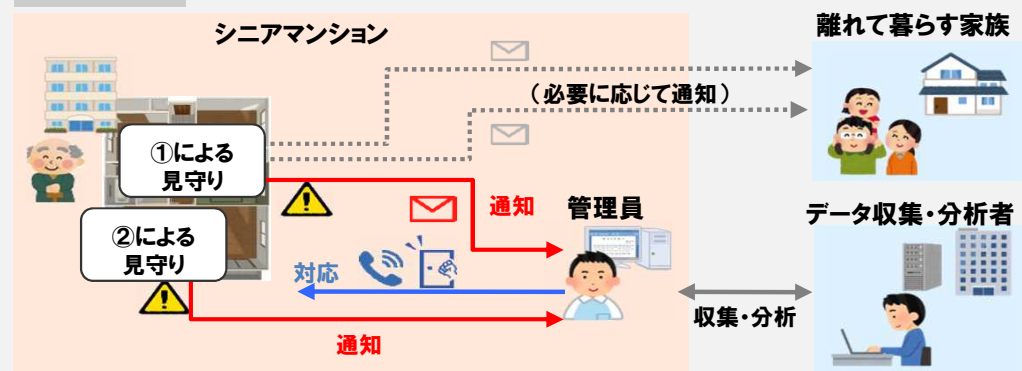 シニアマンション
離れて暮らす家族
（必要に応じて通知）
①による
見守り
通知
管理員
データ収集・分析者
②による
見守り
対応
収集・分析
通知